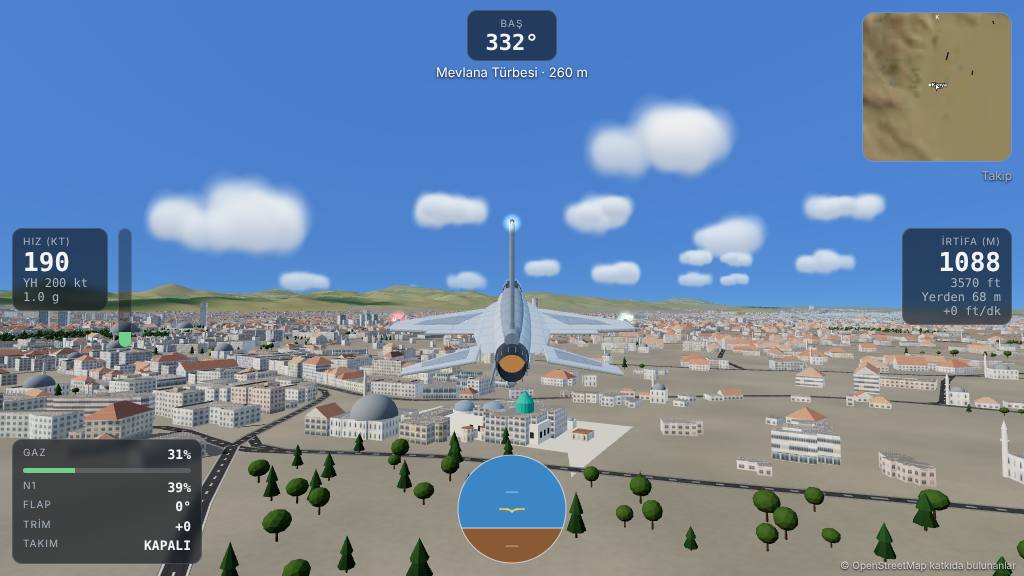 BAŞ
332°
Mevlana Türbesi · 260 m
K
Konya
Takip
HIZ (KT)
190
YH 200 kt
1.0 g
İRTİFA (M)
1088
3570 ft
Yerden 68 m
+0 ft/dk
GAZ 31%
N1 39%
FLAP 0°
TRİM +0
TAKIM KAPALI
© OpenStreetMap katkıda bulunanlar